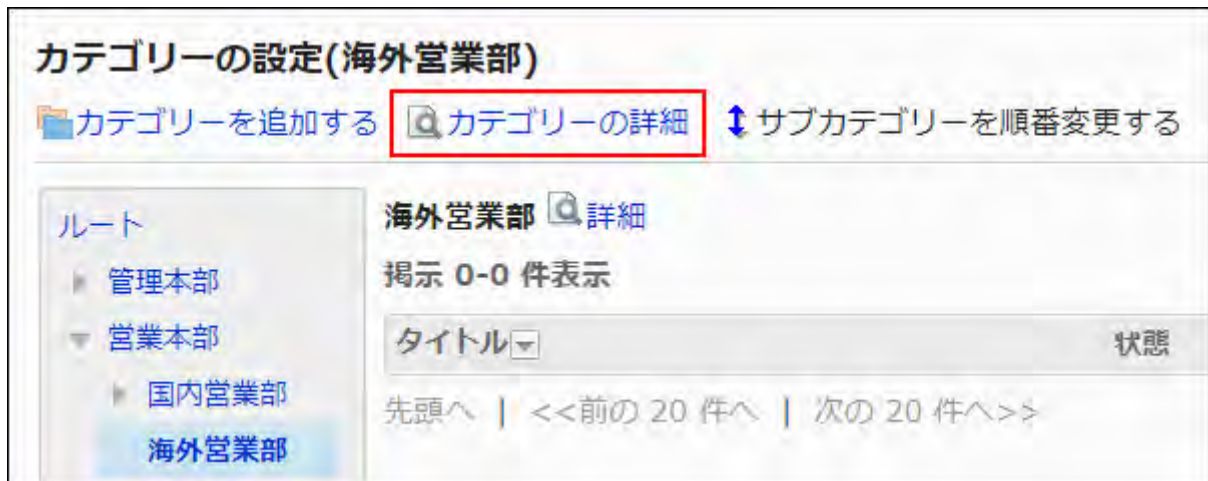 カテゴリーの設定(海外営業部)
カテゴリーを追加する カテゴリーの詳細 サブカテゴリーを順番変更する
ルート
管理本部
営業本部
国内営業部
海外営業部
海外営業部 詳細
掲示 0-0 件表示
タイトル 状態
先頭へ | <<前の 20 件へ | 次の 20 件へ>>